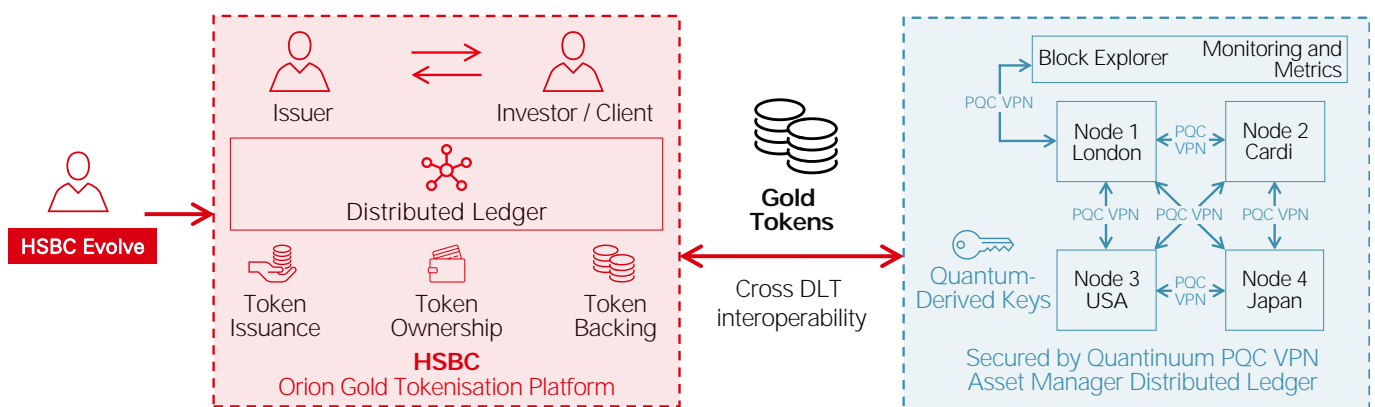 HSBC Evolve
Issuer
Investor / Client
Distributed Ledger
Token
Issuance
Token
Ownership
Token
Backing
HSBC
Orion Gold Tokenisation Platform
Gold
Tokens
Cross DLT
interoperability
Block Explorer
Monitoring and
Metrics
PQC VPN
Node 1
London
PQC
VPN
Node 2
Cardi
PQC VPN
PQC VPN
PQC VPN
Quantum-
Derived Keys
Node 3
USA
PQC
VPN
Node 4
Japan
Secured by Quantinuum PQC VPN
Asset Manager Distributed Ledger